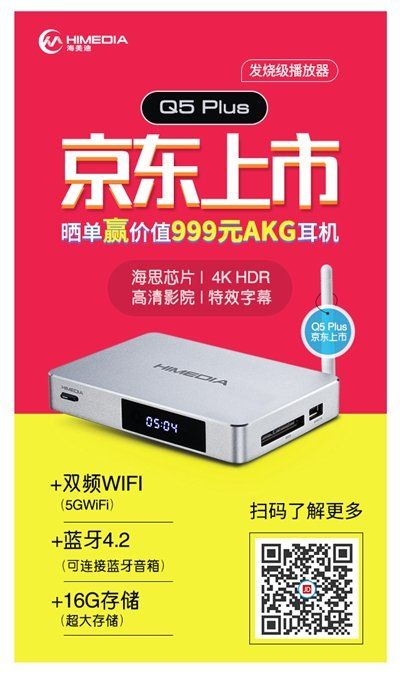 HIMEDIA
海美迪
发烧级播放器
Q5 Plus
京东上市
晒单赢价值999元AKG耳机
海思芯片 | 4K HDR
高清影院 | 特效字幕
Q5 Plus
京东上市
HIMEDIA
HIMEDIA
05:04
+双频WIFI
(5GWiFi)
+蓝牙4.2
(可连接蓝牙音箱)
+16G存储
(超大存储)
扫码了解更多
JD